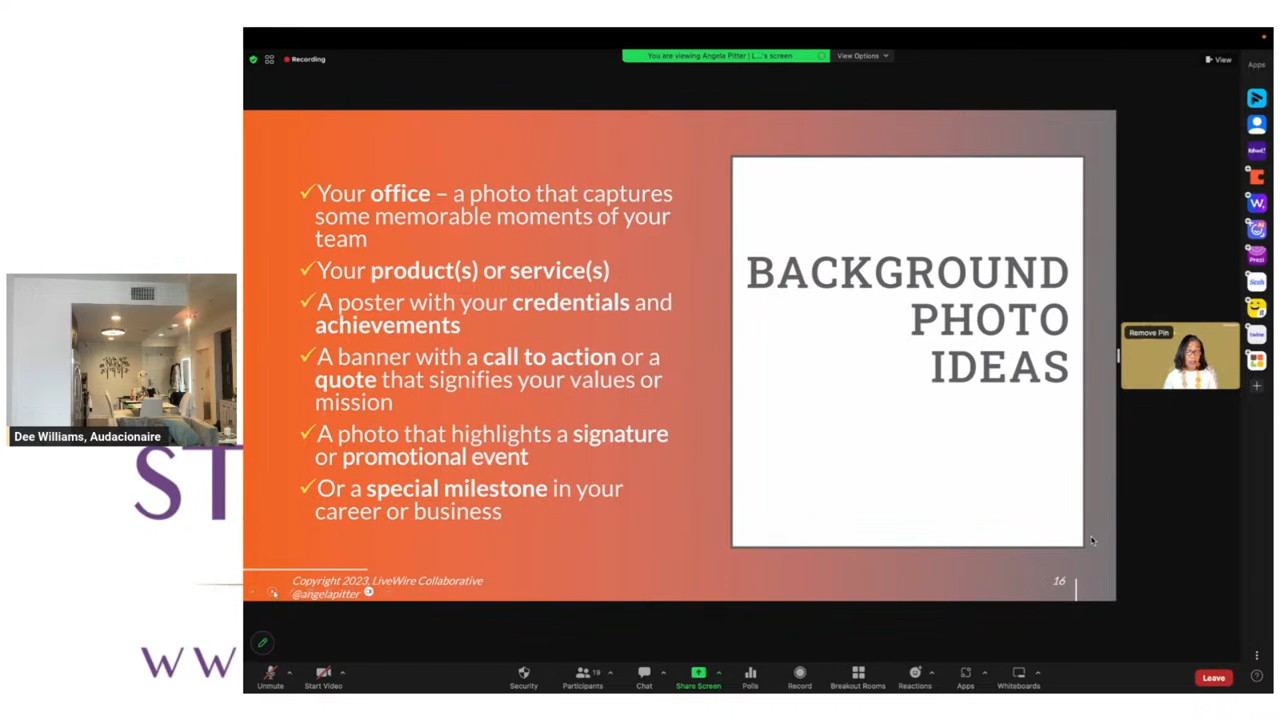 Recording
You are viewing Angela Pitter | L...'s screen
View Options
View
Apps
Your office – a photo that captures
some memorable moments of your
team
Your product(s) or service(s)
A poster with your credentials and
achievements
A banner with a call to action or a
quote that signifies your values or
mission
A photo that highlights a signature
or promotional event
Or a special milestone in your
career or business
BACKGROUND
PHOTO
IDEAS
Copyright 2023, LiveWire Collaborative
@angelapitter
16
Remove Pin
Dee Williams, Audacionaire
ST
WW
Prezi
Sesh
twine
Unmute
Start Video
Security
Participants
19
Chat
Share Screen
Polls
Record
Breakout Rooms
Reactions
Apps
Whiteboards
Leave